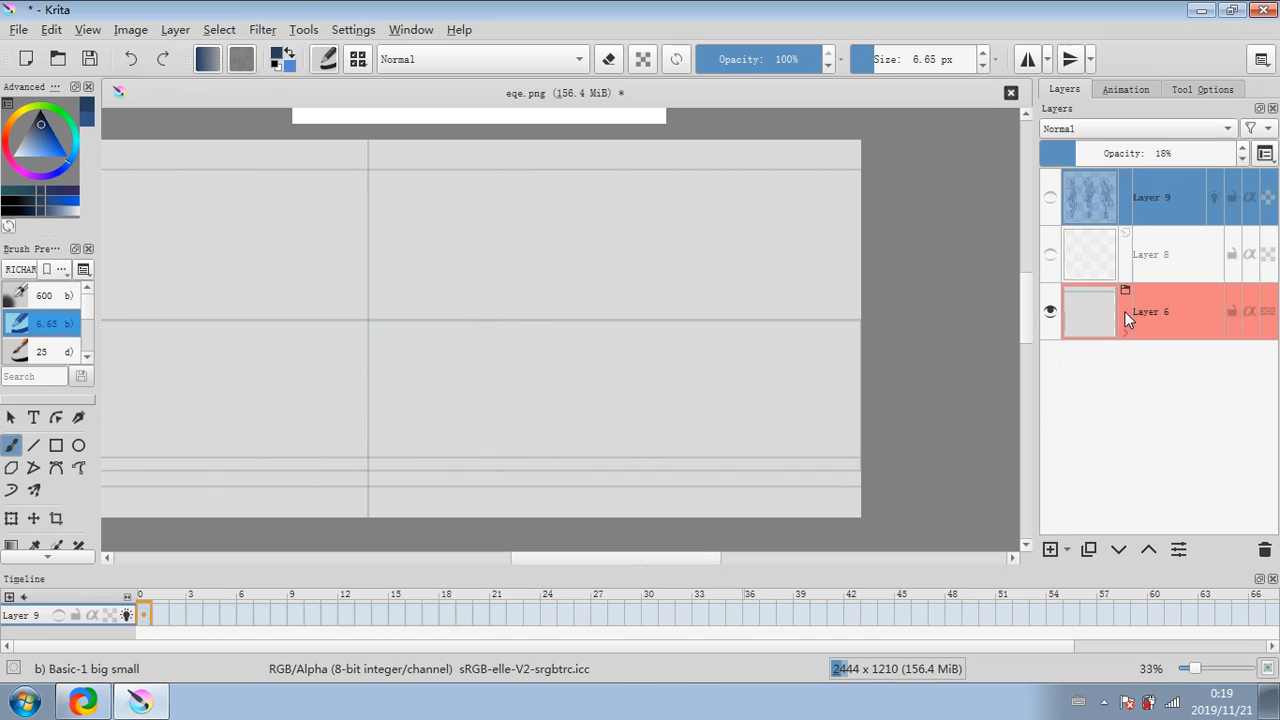 * - Krita
File Edit View Image Layer Select Filter Tools Settings Window Help
Normal
Opacity: 100%
Size: 6.65 px
Advanced ...
eqe.png (156.4 MiB) *
Layers Animation Tool Options
Layers
Normal
Opacity: 18%
Layer 9
Layer 8
Layer 6
Brush Pre...
RICHAR
600 b)
6.65 b)
25 d)
Search
T
Timeline
0 3 6 9 12 15 18 21 24 27 30 33 36 39 42 45 48 51 54 57 60 63 66
Layer 9
b) Basic-1 big small
RGB/Alpha (8-bit integer/channel) sRGB-elle-V2-srgbtrc.icc
2444 x 1210 (156.4 MiB)
33%
0:19
2019/11/21